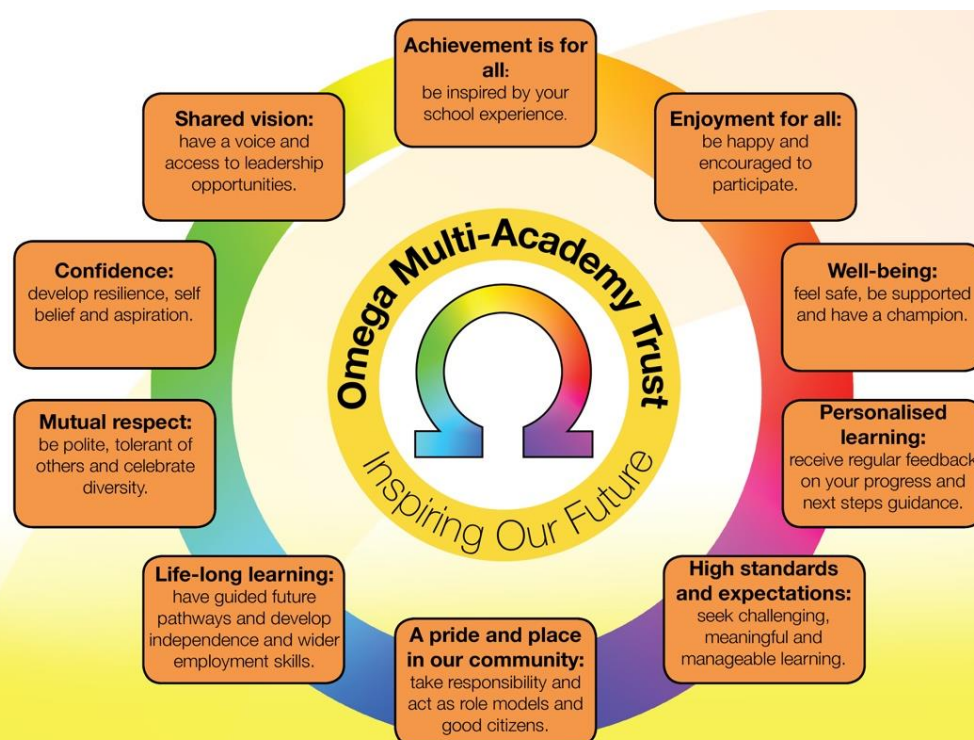 Achievement is for
all:
be inspired by your
school experience.
Enjoyment for all:
be happy and
encouraged to
participate.
Well-being:
feel safe, be supported
and have a champion.
Personalised
learning:
receive regular feedback
on your progress and
next steps guidance.
High standards
and expectations:
seek challenging,
meaningful and
manageable learning.
A pride and place
in our community:
take responsibility and
act as role models and
good citizens.
Life-long learning:
have guided future
pathways and develop
independence and wider
employment skills.
Mutual respect:
be polite, tolerant of
others and celebrate
diversity.
Confidence:
develop resilience, self
belief and aspiration.
Shared vision:
have a voice and
access to leadership
opportunities.
Omega Multi-Academy Trust
Ω
Inspiring Our Future